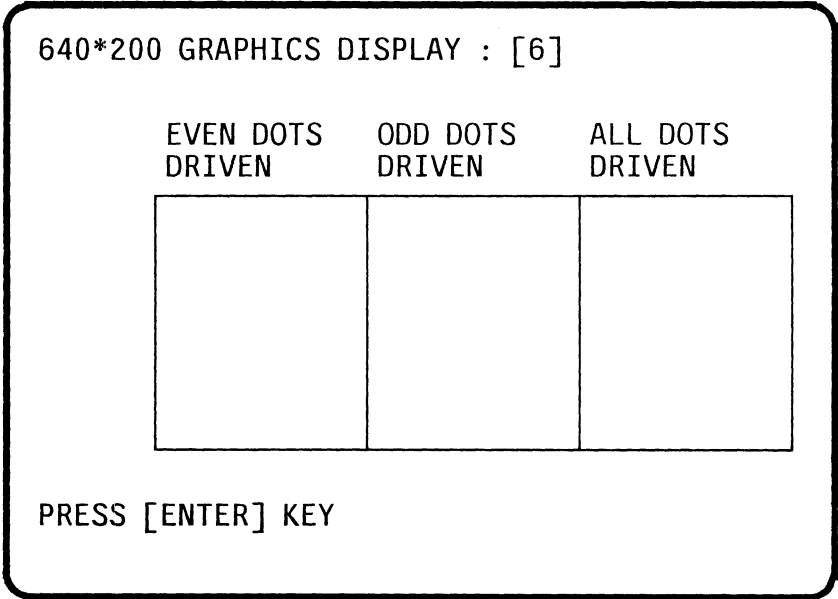 640*200 GRAPHICS DISPLAY : [6]
EVEN DOTS DRIVEN
ODD DOTS DRIVEN
ALL DOTS DRIVEN
PRESS [ENTER] KEY